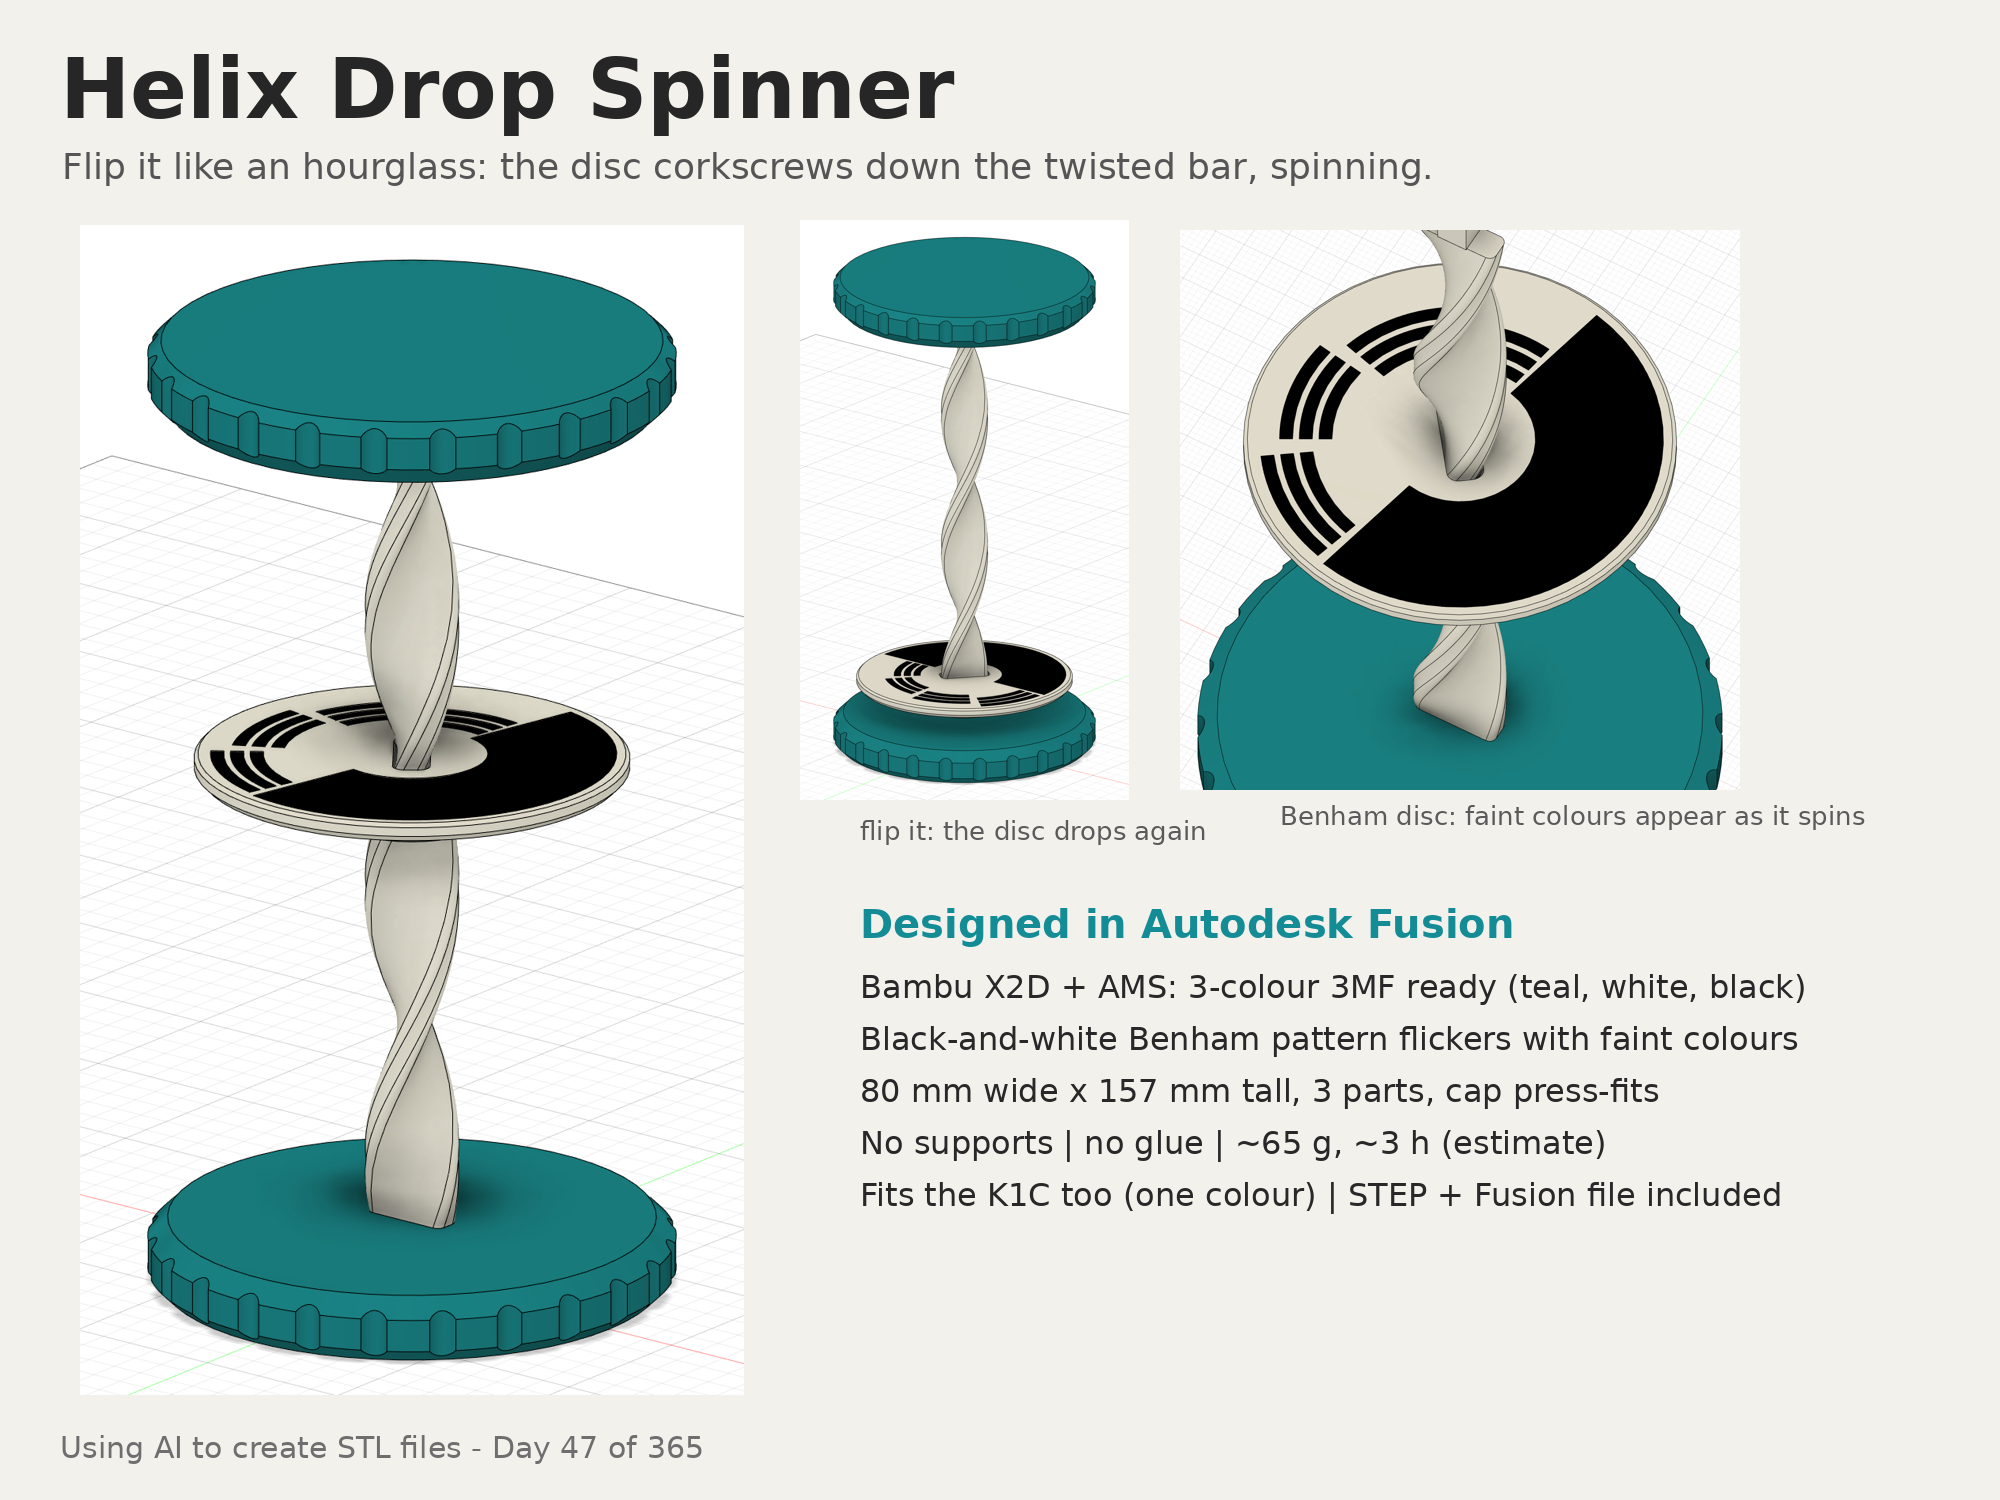 Helix Drop Spinner
Flip it like an hourglass: the disc corkscrews down the twisted bar, spinning.
flip it: the disc drops again
Benham disc: faint colours appear as it spins
Designed in Autodesk Fusion
Bambu X2D + AMS: 3-colour 3MF ready (teal, white, black)
Black-and-white Benham pattern flickers with faint colours
80 mm wide x 157 mm tall, 3 parts, cap press-fits
No supports | no glue | ~65 g, ~3 h (estimate)
Fits the K1C too (one colour) | STEP + Fusion file included
Using AI to create STL files - Day 47 of 365